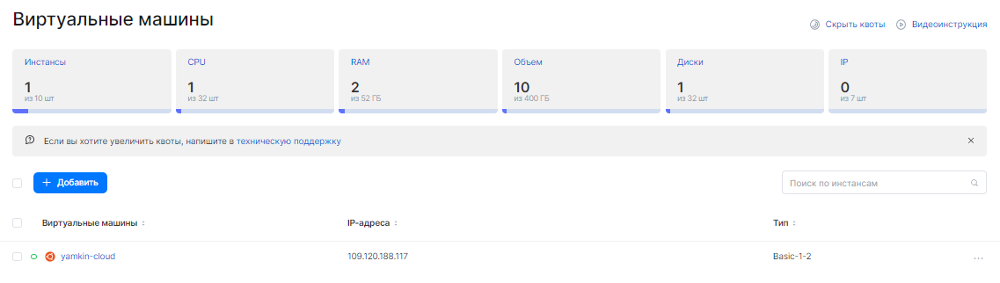 Виртуальные машины
Скрыть квоты
Видеоинструкция
Инстансы
1
из 10 шт
CPU
1
из 32 шт
RAM
2
из 52 ГБ
Объем
10
из 400 ГБ
Диски
1
из 32 шт
IP
0
из 7 шт
Если вы хотите увеличить квоты, напишите в техническую поддержку
Добавить
Поиск по инстансам
Виртуальные машины
IP-адреса
Тип
yamkin-cloud
109.120.188.117
Basic-1-2